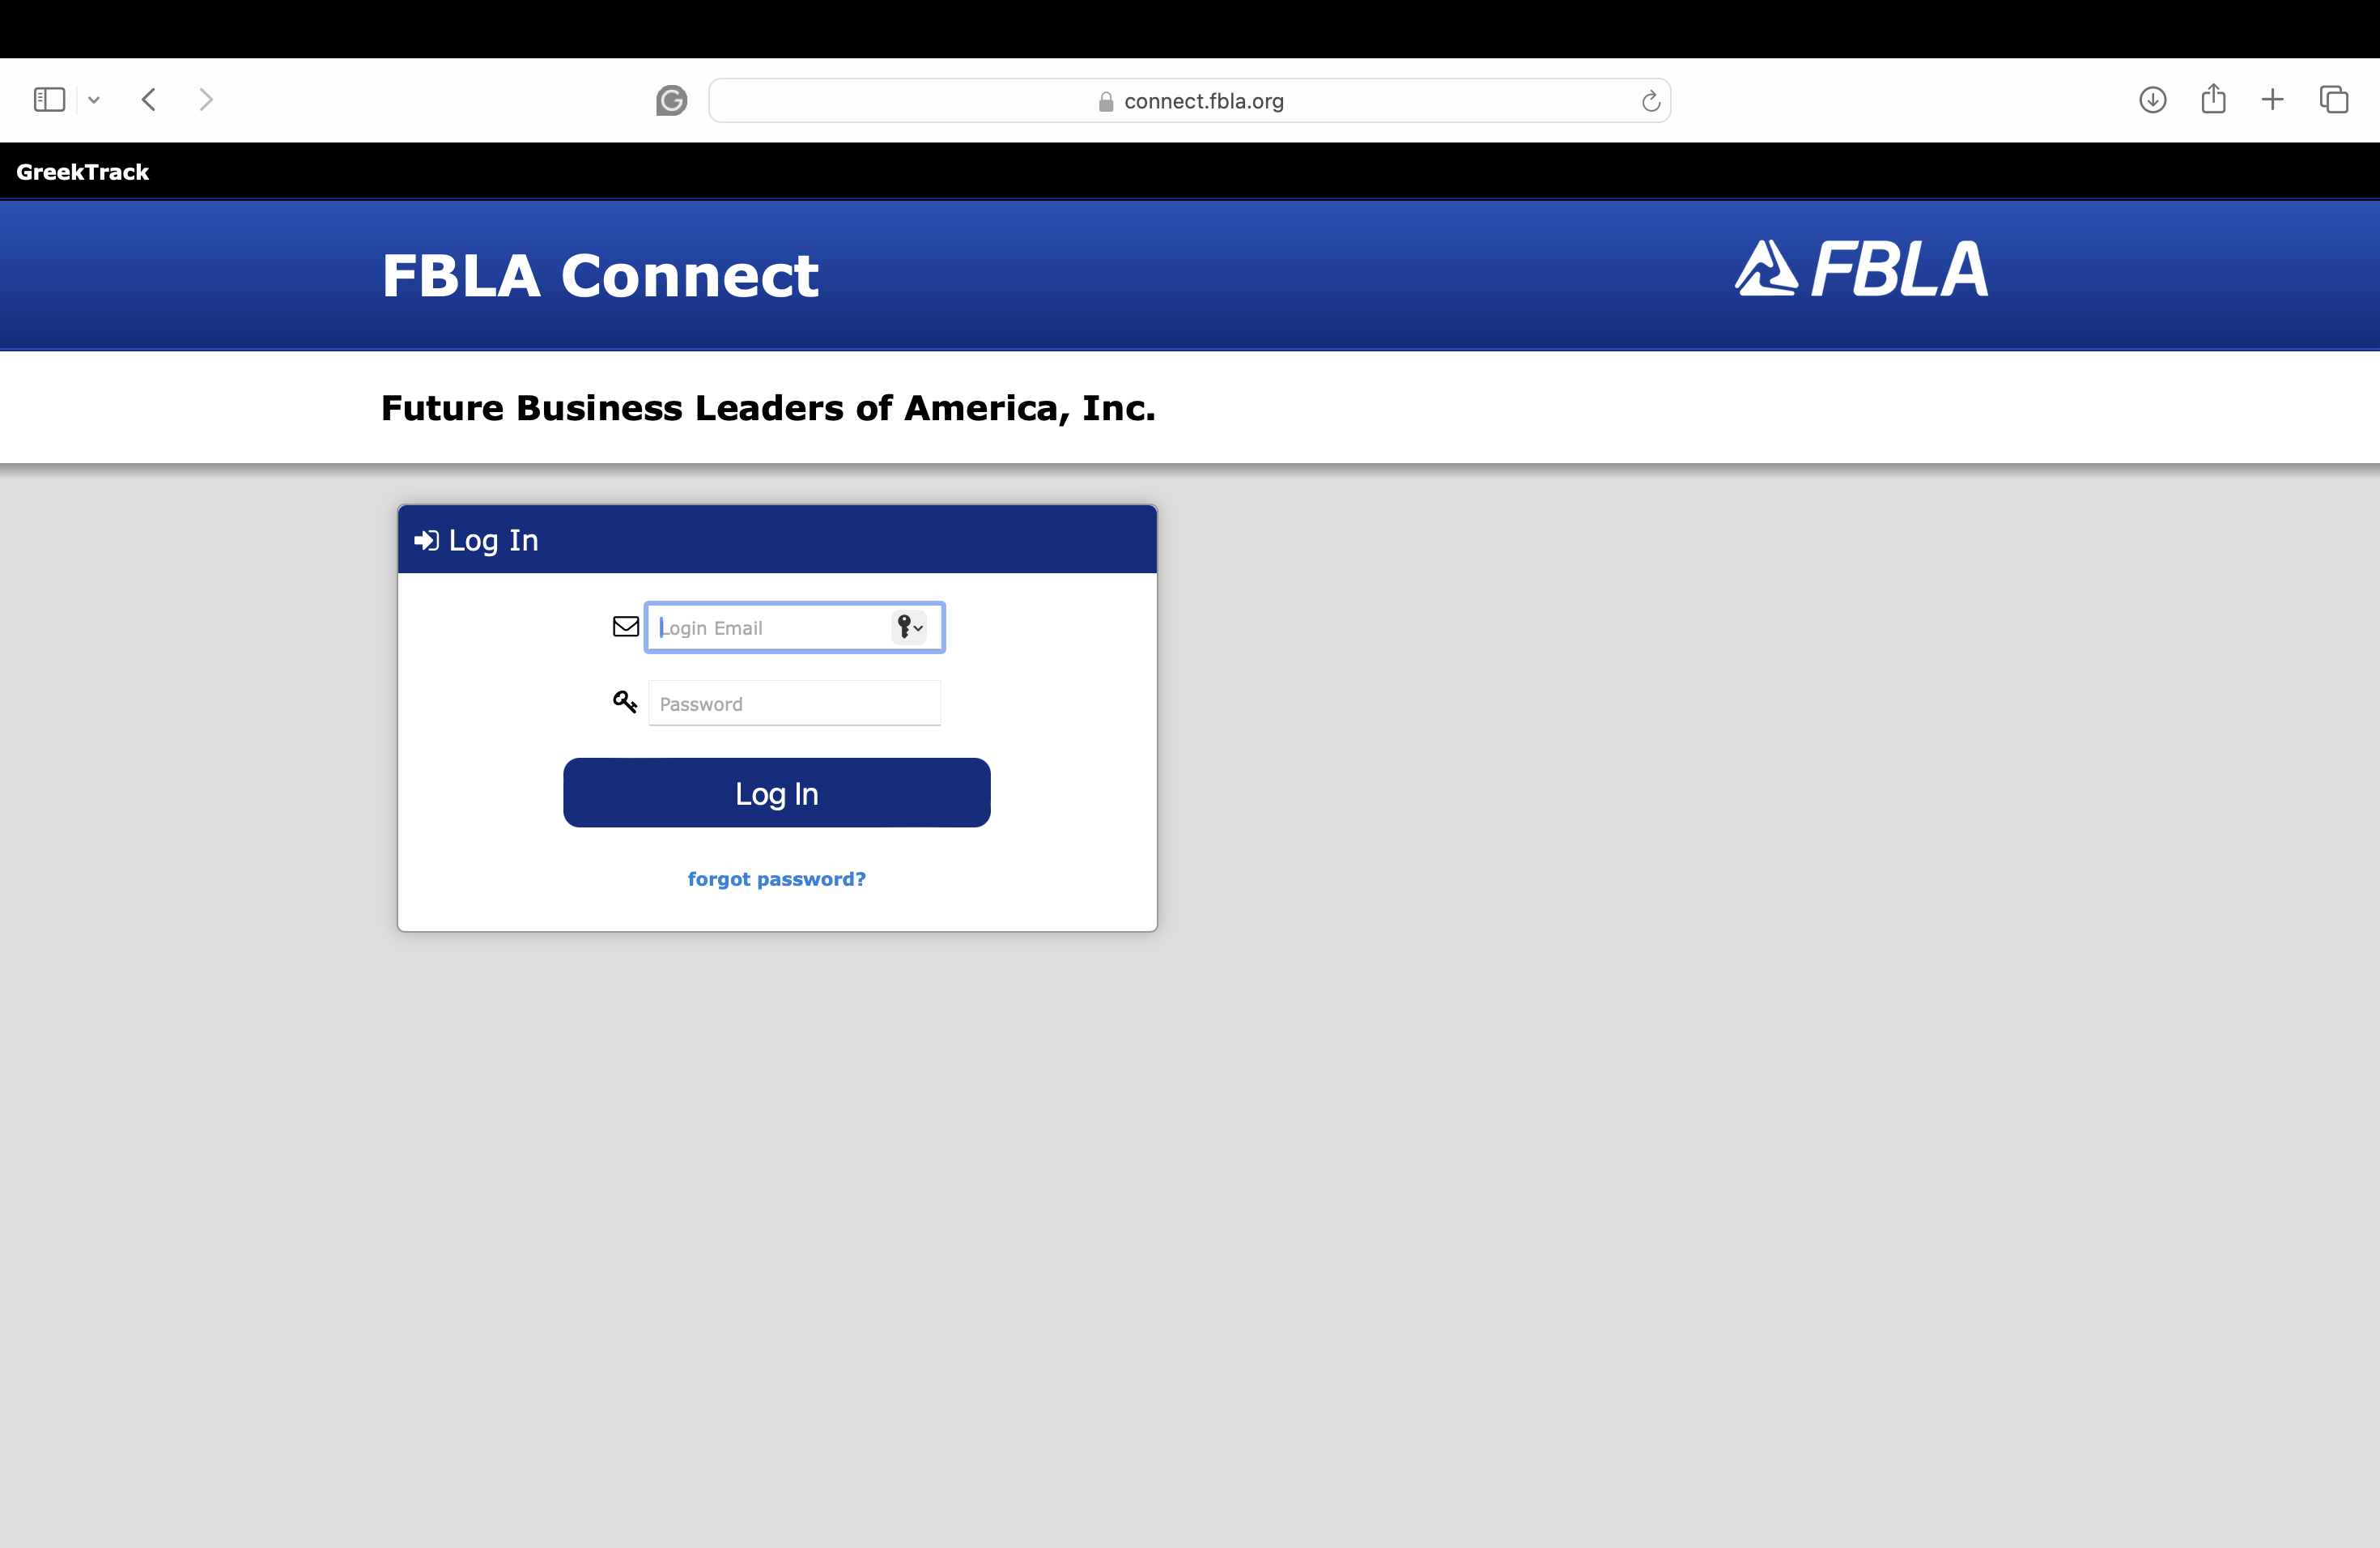 connect.fbla.org
GreekTrack
FBLA Connect
FBLA
Future Business Leaders of America, Inc.
Log In
Login Email
Password
Log In
forgot password?